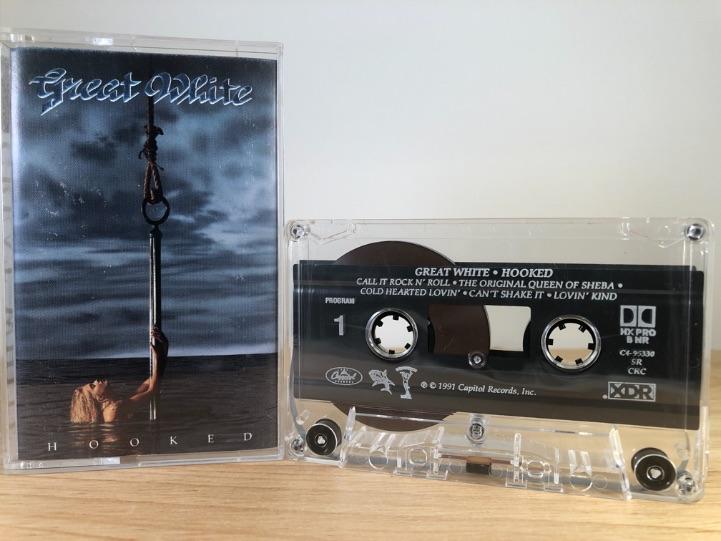 Great White
HOOKED
GREAT WHITE • HOOKED
CALL IT ROCK N' ROLL • THE ORIGINAL QUEEN OF SHEBA •
COLD HEARTED LOVIN' • CAN'T SHAKE IT • LOVIN' KIND
PROGRAM
1
HX PRO
B NR
C4-95330
SR
CRC
Capitol
℗ © 1991 Capitol Records, Inc.
XDR